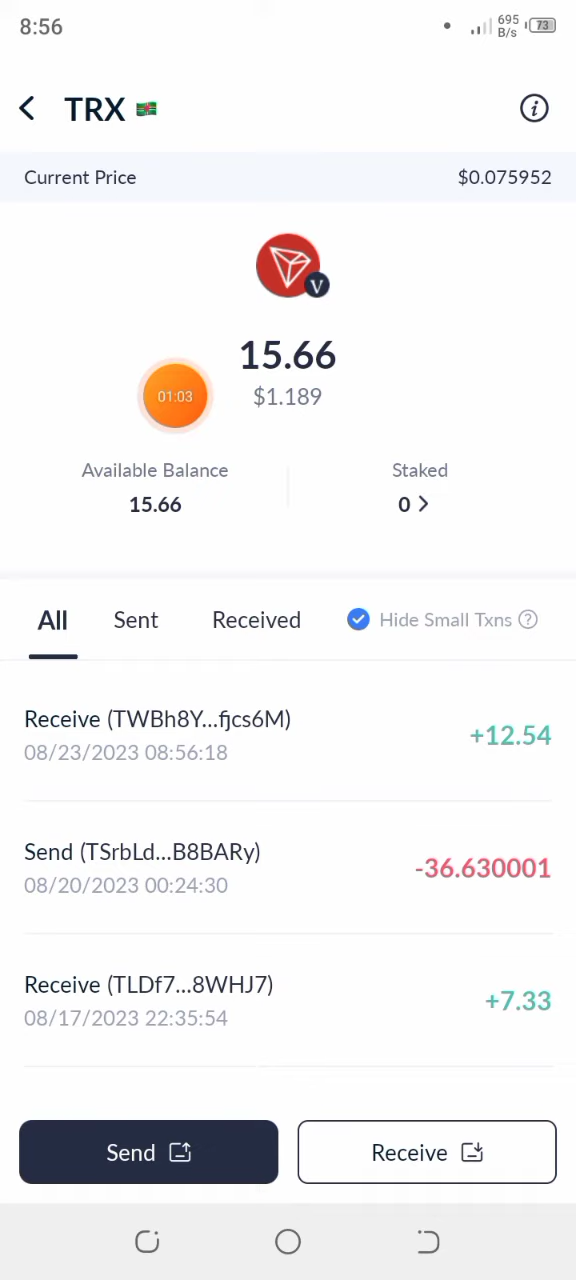 8:56
695
B/s
73
TRX 🇩🇲
Current Price
$0.075952
V
15.66
01:03
$1.189
Available Balance
Staked
15.66
0 >
All
Sent
Received
Hide Small Txns ?
Receive (TWBh8Y...fjcs6M)
+12.54
08/23/2023 08:56:18
Send (TSrbLd...B8BARy)
-36.630001
08/20/2023 00:24:30
Receive (TLDf7...8WHJ7)
+7.33
08/17/2023 22:35:54
Send
Receive